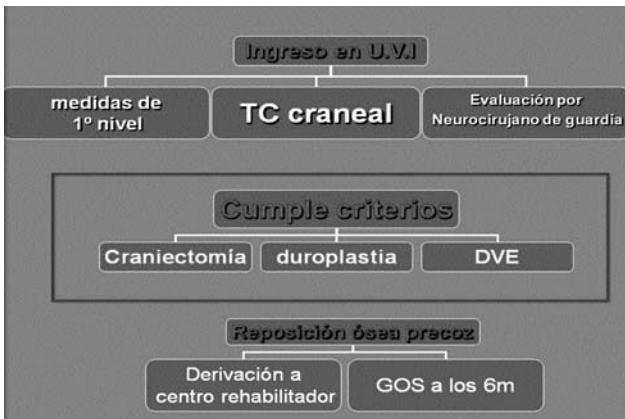 Ingreso en U.V.I
medidas de
1º nivel
TC craneal
Evaluación por
Neurocirujano de guardia
Cumple criterios
Craniectomía
duroplastia
DVE
Reposición ósea precoz
Derivación a
centro rehabilitador
GOS a los 6m